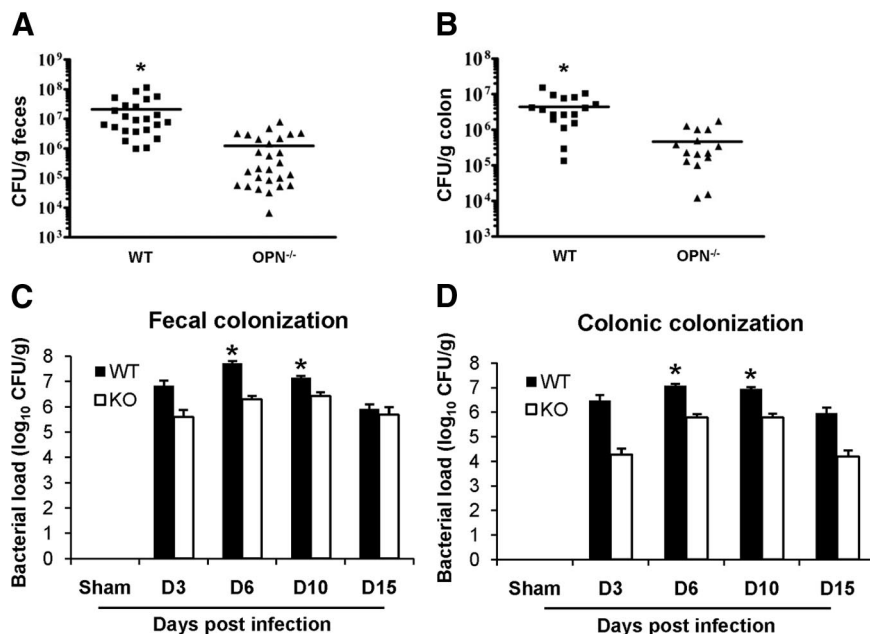 A
CFU/g feces
10⁹
10⁸
10⁷
10⁶
10⁵
10⁴
10³
*
WT
OPN⁻/⁻
B
CFU/g colon
10⁸
10⁷
10⁶
10⁵
10⁴
10³
*
WT
OPN⁻/⁻
C
Fecal colonization
Bacterial load (log₁₀ CFU/g)
8
7
6
5
4
3
2
1
0
WT
KO
*
*
Sham D3 D6 D10 D15
Days post infection
D
Colonic colonization
Bacterial load (log₁₀ CFU/g)
8
7
6
5
4
3
2
1
0
WT
KO
*
*
Sham D3 D6 D10 D15
Days post infection